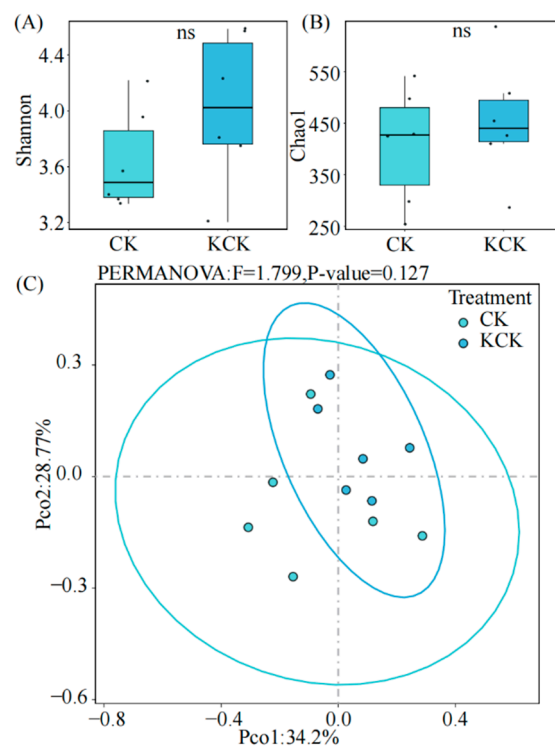 (A)
ns
4.4
4.0
3.6
3.2
Shannon
CK
KCK
(B)
ns
550
450
350
250
Chao1
CK
KCK
(C)
PERMANOVA:F=1.799,P-value=0.127
Treatment
CK
KCK
0.3
0.0
−0.3
−0.6
Pco2:28.77%
−0.8
−0.4
0.0
0.4
Pco1:34.2%